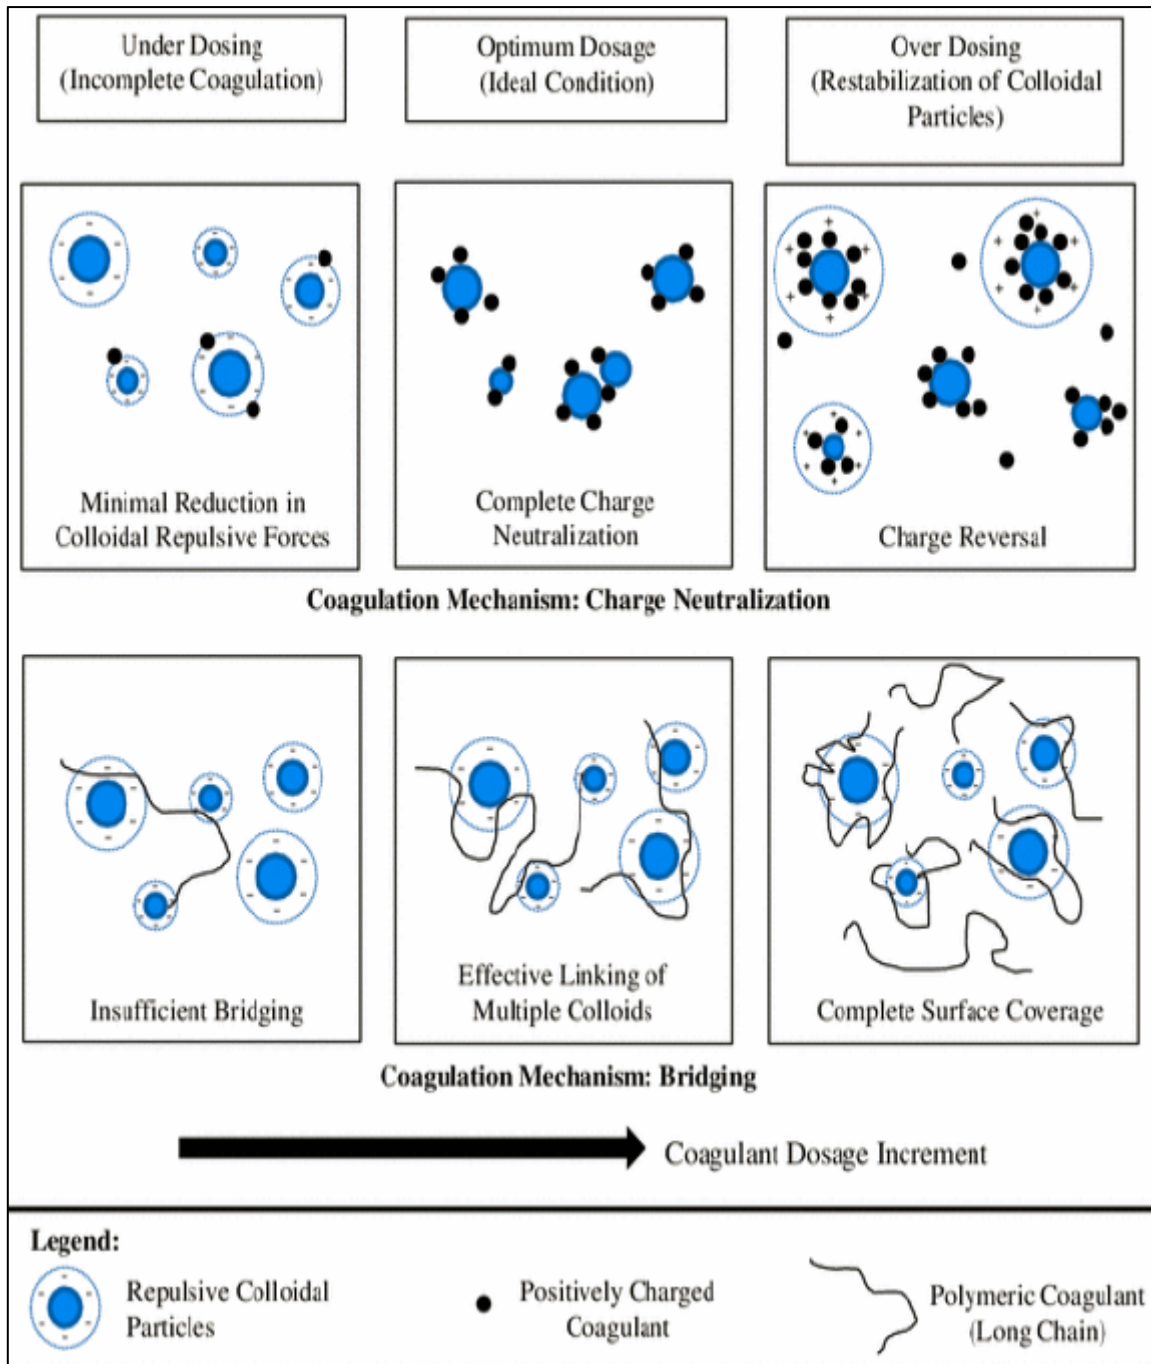 Under Dosing
(Incomplete Coagulation)
Optimum Dosage
(Ideal Condition)
Over Dosing
(Restabilization of Colloidal
Particles)
Minimal Reduction in
Colloidal Repulsive Forces
Complete Charge
Neutralization
Charge Reversal
Coagulation Mechanism: Charge Neutralization
Insufficient Bridging
Effective Linking of
Multiple Colloids
Complete Surface Coverage
Coagulation Mechanism: Bridging
Coagulant Dosage Increment
Legend:
Repulsive Colloidal
Particles
Positively Charged
Coagulant
Polymeric Coagulant
(Long Chain)